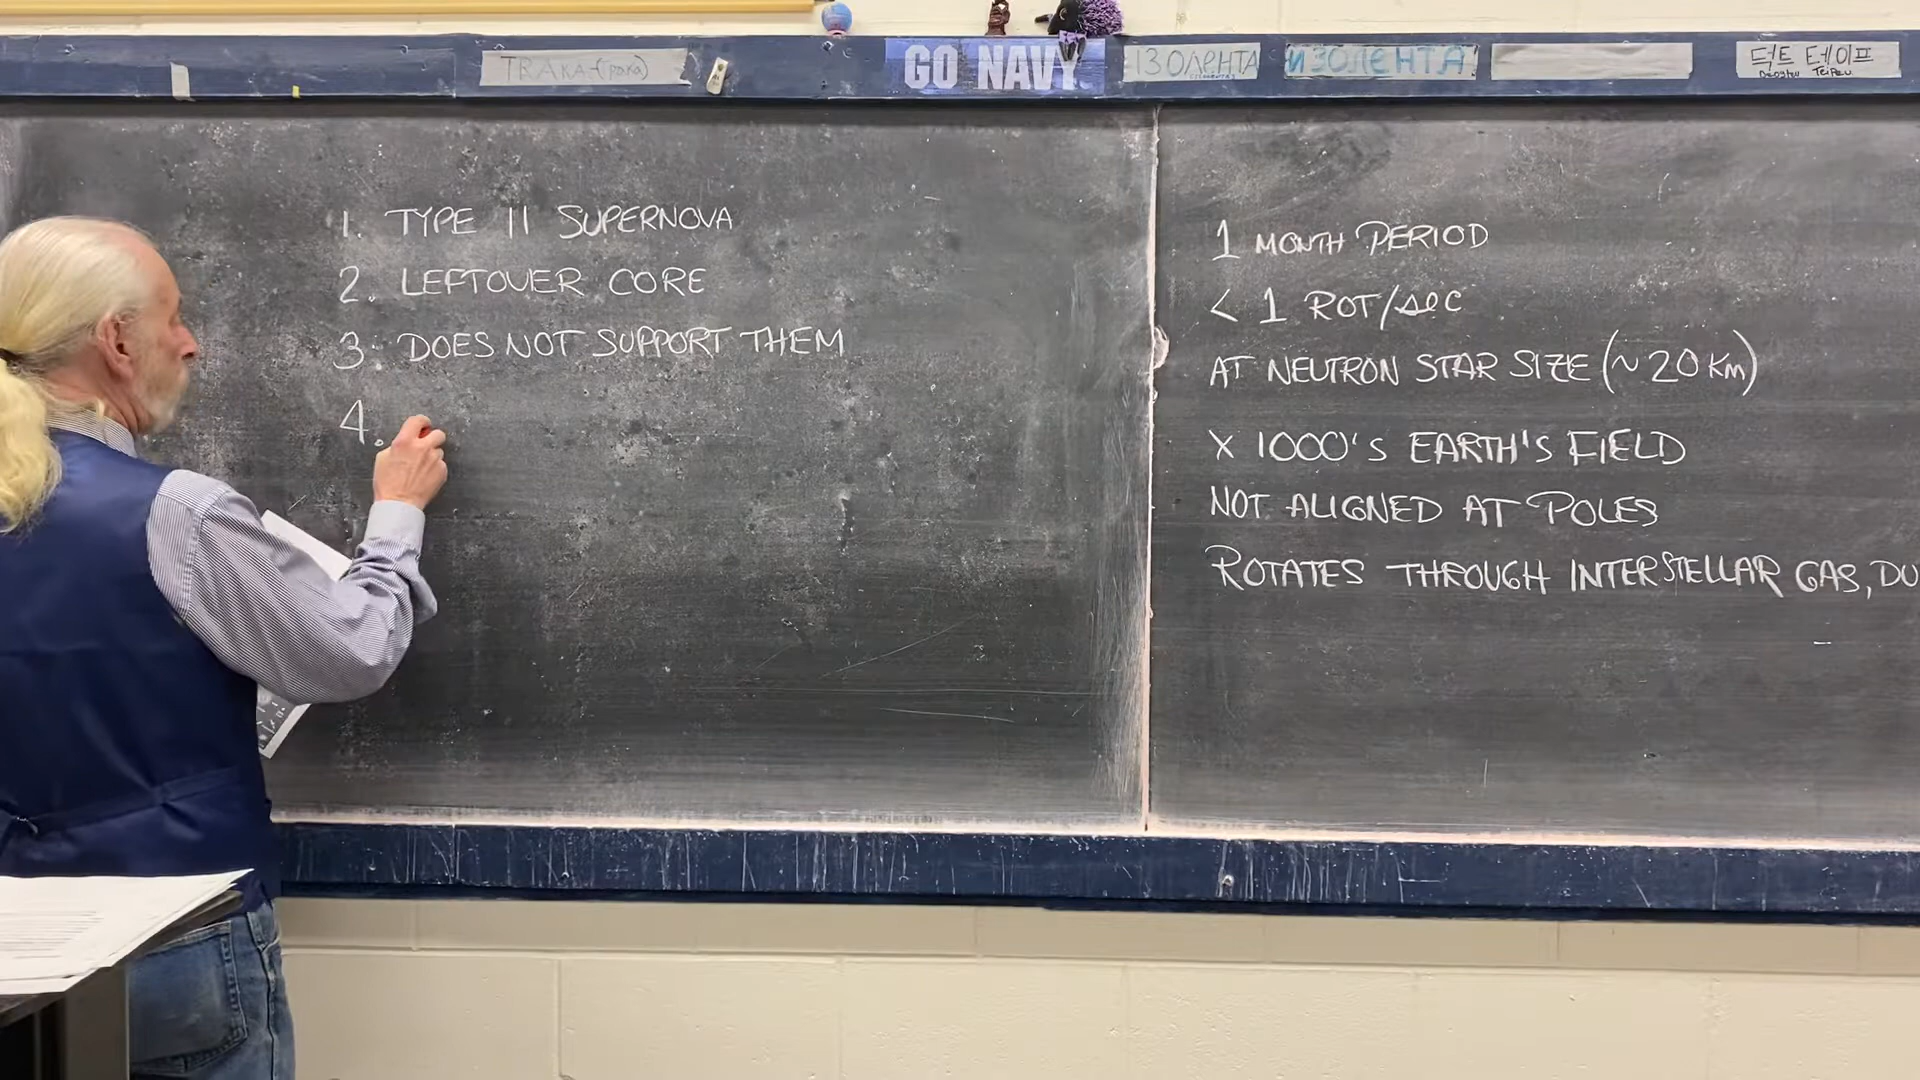 TRAKA-(рака)
GO NAVY
ІЗОЛЕНТА
ИЗОЛЕНТА
덕트 테이프
1. TYPE II SUPERNOVA
2. LEFTOVER CORE
3. DOES NOT SUPPORT THEM
4.
1 MONTH PERIOD
< 1 ROT/sec
AT NEUTRON STAR SIZE (~20 Km)
X 1000's EARTH'S FIELD
NOT ALIGNED AT POLES
ROTATES THROUGH INTERSTELLAR GAS, DU